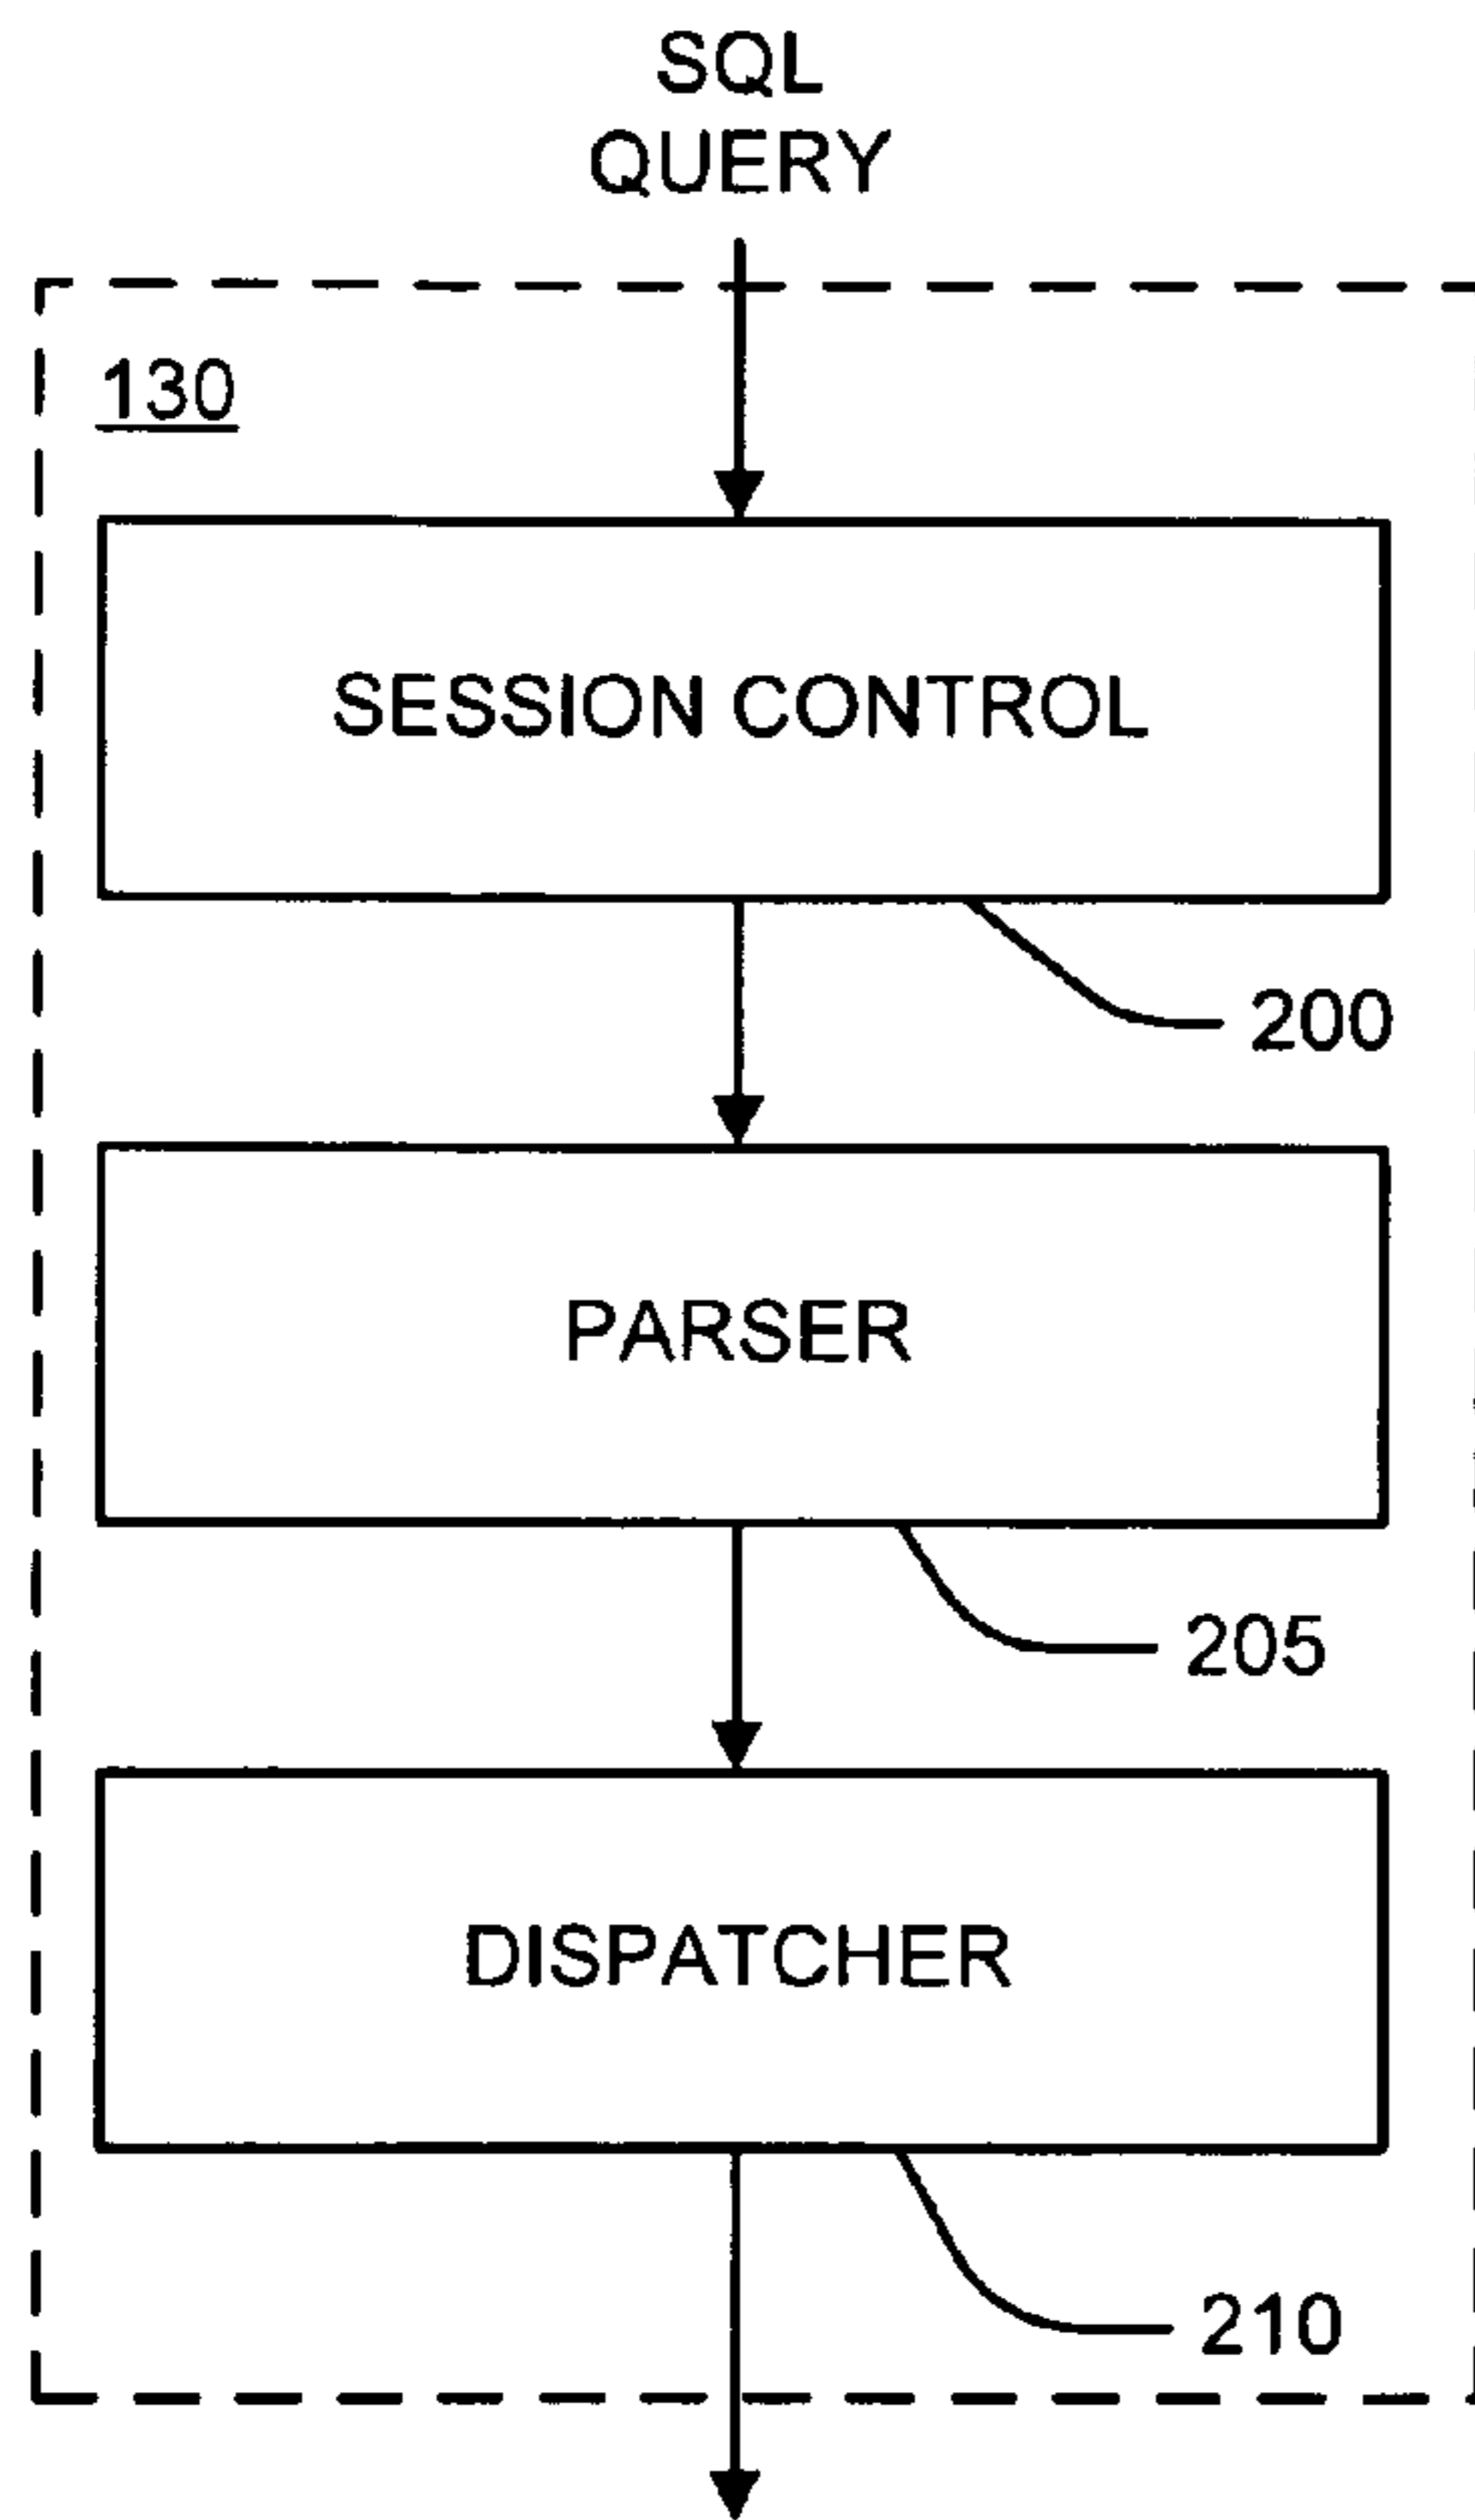 SQL
QUERY
130
SESSION CONTROL
200
PARSER
205
DISPATCHER
210